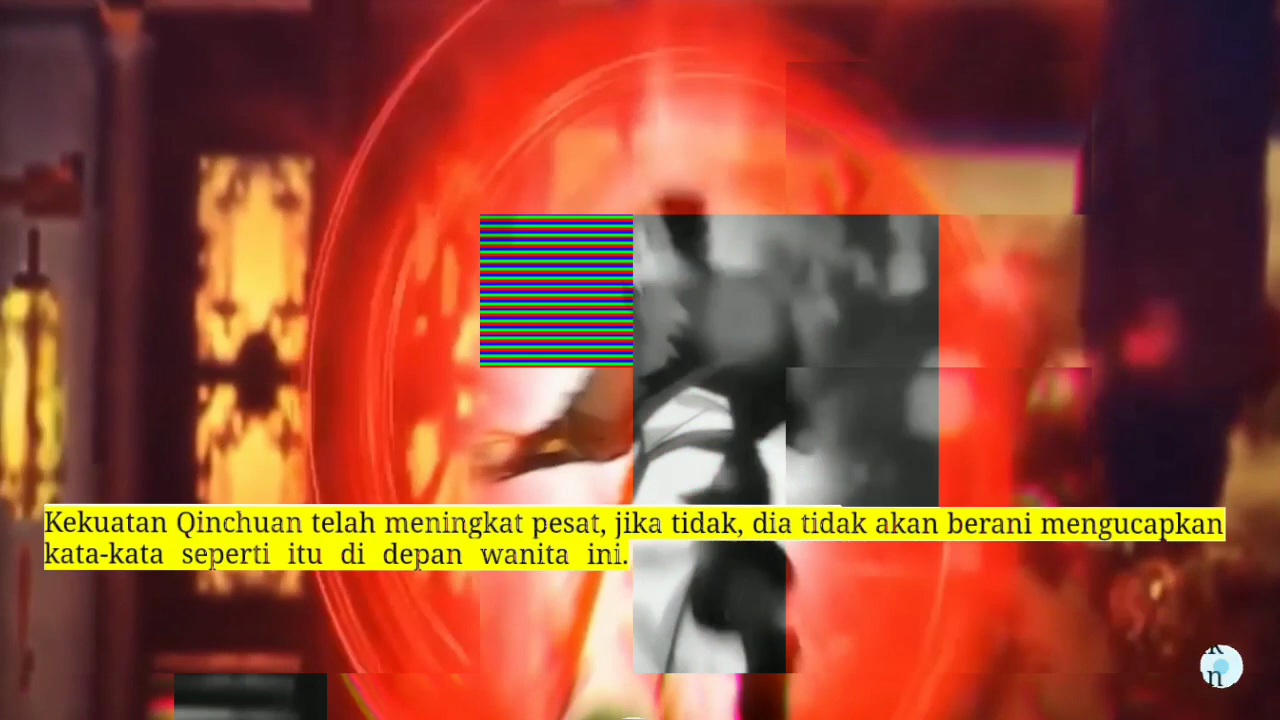 Kekuatan Qinchuan telah meningkat pesat, jika tidak, dia tidak akan berani mengucapkan
kata-kata seperti itu di depan wanita ini.
k
n